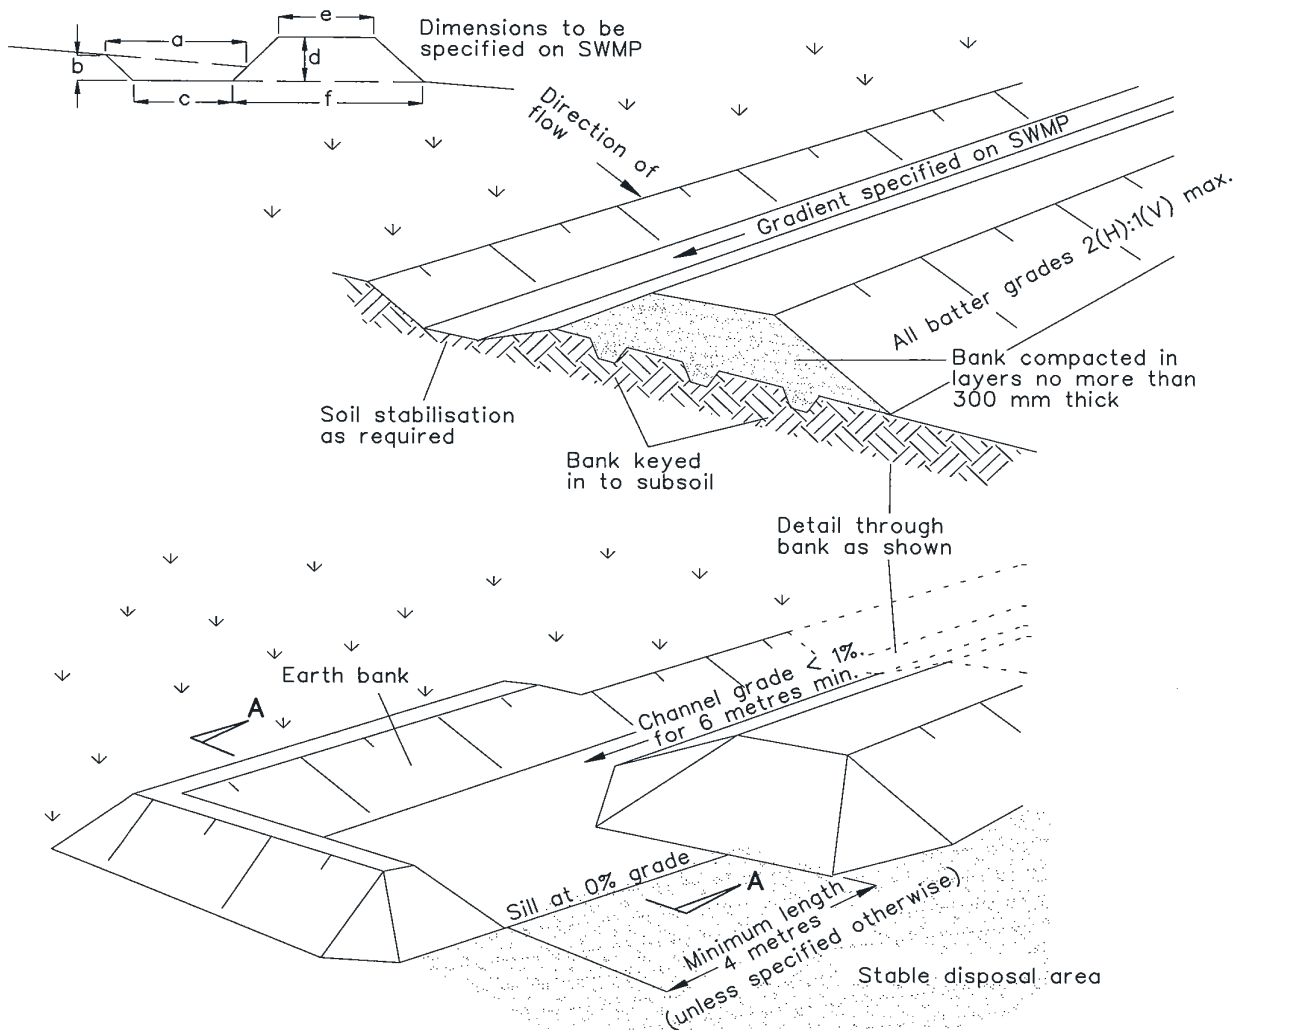 e
Dimensions to be
specified on SWMP
a
b
d
c
f
Direction of
flow
Gradient specified on SWMP
All batter grades 2(H):1(V) max.
Bank compacted in
layers no more than
300 mm thick
Soil stabilisation
as required
Bank keyed
in to subsoil
Detail through
bank as shown
Earth bank
A
Channel grade < 1%.
for 6 metres min.
Sill at 0% grade
A
Minimum length
4 metres
(unless specified otherwise)
Stable disposal area